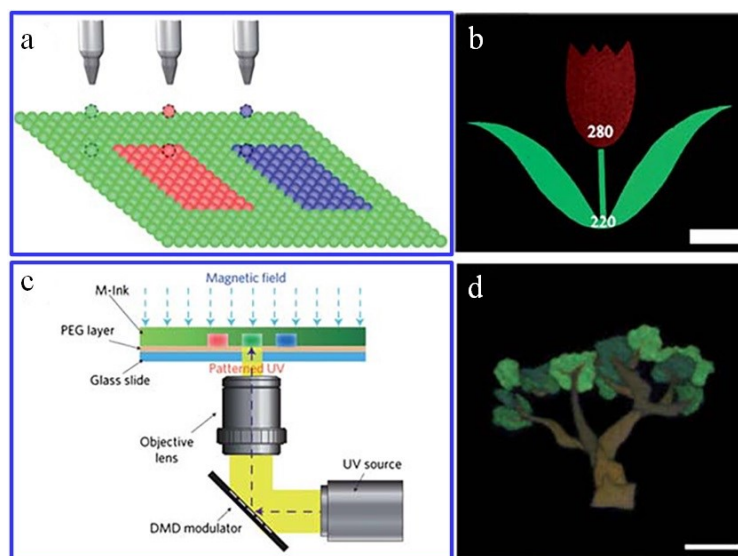 a
b
280
220
c
Magnetic field
M-Ink
PEG layer
Glass slide
Patterned UV
Objective
lens
UV source
DMD modulator
d